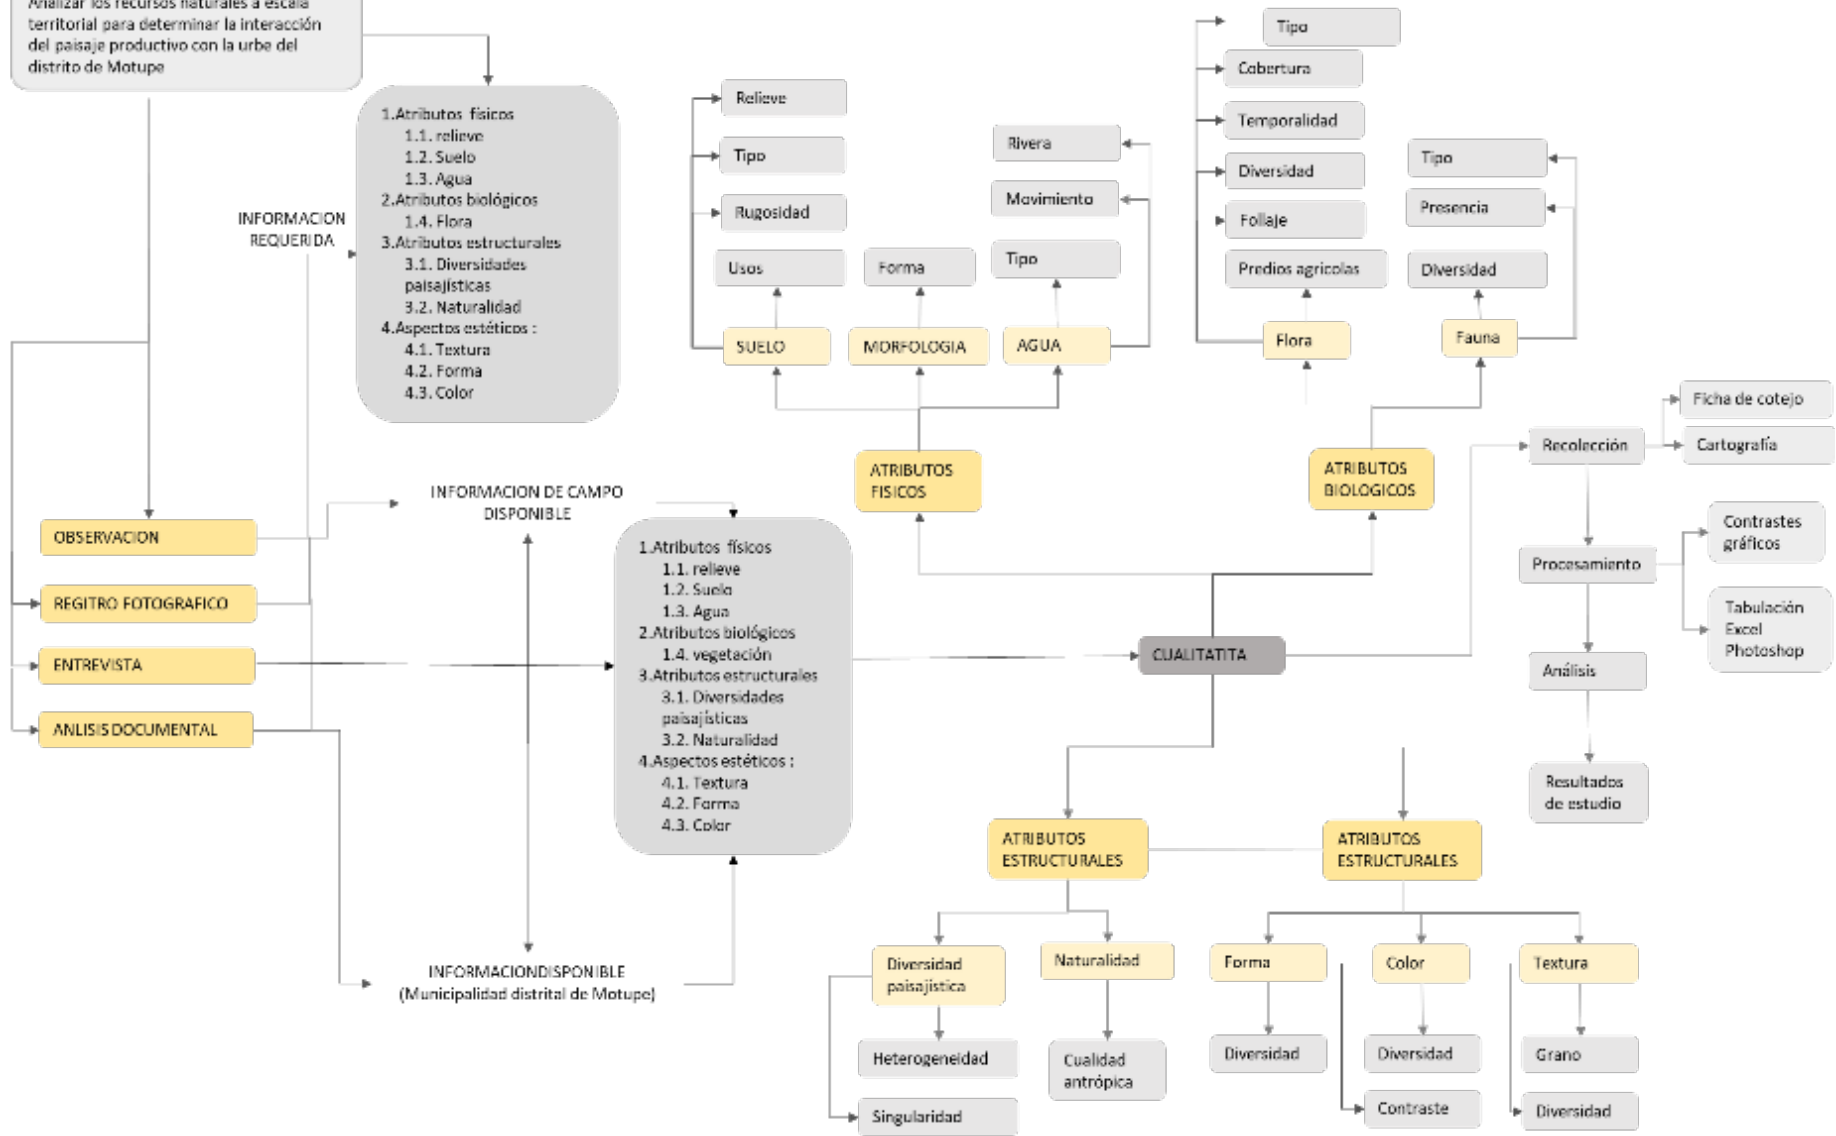 Analizar los recursos naturales a escala
territorial para determinar la interacción
del paisaje productivo con la urbe del
distrito de Motupe
INFORMACION
REQUERIDA
1.Atributos físicos
1.1. relieve
1.2. Suelo
1.3. Agua
2.Atributos biológicos
1.4. Flora
3.Atributos estructurales
3.1. Diversidades
paisajísticas
3.2. Naturalidad
4.Aspectos estéticos :
4.1. Textura
4.2. Forma
4.3. Color
OBSERVACION
REGITRO FOTOGRAFICO
ENTREVISTA
ANLISIS DOCUMENTAL
INFORMACION DE CAMPO
DISPONIBLE
INFORMACIONDISPONIBLE
(Municipalidad distrital de Motupe)
1.Atributos físicos
1.1. relieve
1.2. Suelo
1.3. Agua
2.Atributos biológicos
1.4. vegetación
3.Atributos estructurales
3.1. Diversidades
paisajísticas
3.2. Naturalidad
4.Aspectos estéticos :
4.1. Textura
4.2. Forma
4.3. Color
Relieve
Tipo
Rugosidad
Usos
SUELO
Forma
MORFOLOGIA
Rivera
Movimiento
Tipo
AGUA
ATRIBUTOS
FISICOS
Tipo
Cobertura
Temporalidad
Diversidad
Follaje
Predios agricolas
Flora
Tipo
Presencia
Diversidad
Fauna
ATRIBUTOS
BIOLOGICOS
CUALITATITA
Recolección
Ficha de cotejo
Cartografía
Procesamiento
Contrastes
gráficos
Tabulación
Excel
Photoshop
Análisis
Resultados
de estudio
ATRIBUTOS
ESTRUCTURALES
ATRIBUTOS
ESTRUCTURALES
Diversidad
paisajística
Naturalidad
Heterogeneidad
Singularidad
Cualidad
antrópica
Forma
Color
Textura
Diversidad
Diversidad
Grano
Contraste
Diversidad